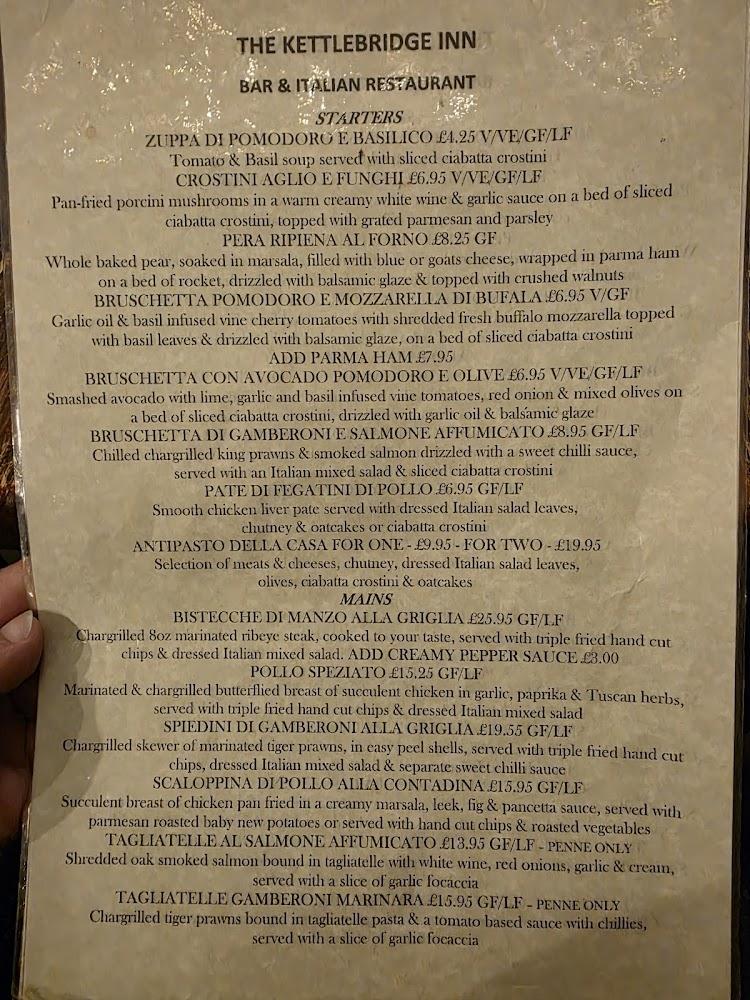 THE KETTLEBRIDGE INN
BAR & ITALIAN RESTAURANT
STARTERS
ZUPPA DI POMODORO E BASILICO £4.25 V/VE/GF/LF
Tomato & Basil soup served with sliced ciabatta crostini
CROSTINI AGLIO E FUNGHI £6.95 V/VE/GF/LF
Pan-fried porcini mushrooms in a warm creamy white wine & garlic sauce on a bed of sliced
ciabatta crostini, topped with grated parmesan and parsley
PERA RIPIENA AL FORNO £8.25 GF
Whole baked pear, soaked in marsala, filled with blue or goats cheese, wrapped in parma ham
on a bed of rocket, drizzled with balsamic glaze & topped with crushed walnuts
BRUSCHETTA POMODORO E MOZZARELLA DI BUFALA £6.95 V/GF
Garlic oil & basil infused vine cherry tomatoes with shredded fresh buffalo mozzarella topped
with basil leaves & drizzled with balsamic glaze, on a bed of sliced ciabatta crostini
ADD PARMA HAM £7.95
BRUSCHETTA CON AVOCADO POMODORO E OLIVE £6.95 V/VE/GF/LF
Smashed avocado with lime, garlic and basil infused vine tomatoes, red onion & mixed olives on
a bed of sliced ciabatta crostini, drizzled with garlic oil & balsamic glaze
BRUSCHETTA DI GAMBERONI E SALMONE AFFUMICATO £8.95 GF/LF
Chilled chargrilled king prawns & smoked salmon drizzled with a sweet chilli sauce,
served with an Italian mixed salad & sliced ciabatta crostini
PATE DI FEGATINI DI POLLO £6.95 GF/LF
Smooth chicken liver pate served with dressed Italian salad leaves,
chutney & oatcakes or ciabatta crostini
ANTIPASTO DELLA CASA FOR ONE - £9.95 - FOR TWO - £19.95
Selection of meats & cheeses, chutney, dressed Italian salad leaves,
olives, ciabatta crostini & oatcakes
MAINS
BISTECCHE DI MANZO ALLA GRIGLIA £25.95 GF/LF
Chargrilled 8oz marinated ribeye steak, cooked to your taste, served with triple fried hand cut
chips & dressed Italian mixed salad. ADD CREAMY PEPPER SAUCE £3.00
POLLO SPEZIATO £15.25 GF/LF
Marinated & chargrilled butterflied breast of succulent chicken in garlic, paprika & Tuscan herbs,
served with triple fried hand cut chips & dressed Italian mixed salad
SPIEDINI DI GAMBERONI ALLA GRIGLIA £19.55 GF/LF
Chargrilled skewer of marinated tiger prawns, in easy peel shells, served with triple fried hand cut
chips, dressed Italian mixed salad & separate sweet chilli sauce
SCALOPPINA DI POLLO ALLA CONTADINA £15.95 GF/LF
Succulent breast of chicken pan fried in a creamy marsala, leek, fig & pancetta sauce, served with
parmesan roasted baby new potatoes or served with hand cut chips & roasted vegetables
TAGLIATELLE AL SALMONE AFFUMICATO £13.95 GF/LF - PENNE ONLY
Shredded oak smoked salmon bound in tagliatelle with white wine, red onions, garlic & cream,
served with a slice of garlic focaccia
TAGLIATELLE GAMBERONI MARINARA £15.95 GF/LF - PENNE ONLY
Chargrilled tiger prawns bound in tagliatelle pasta & a tomato based sauce with chillies,
served with a slice of garlic focaccia